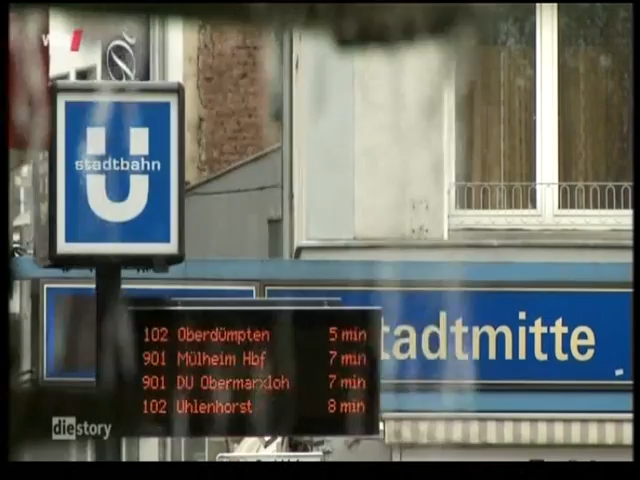 U
stadtbahn
102 Oberdümpten 5 min
901 Mülheim Hbf 7 min
901 DU Obermarxloh 7 min
102 Uhlenhorst 8 min
tadtmitte
diestory